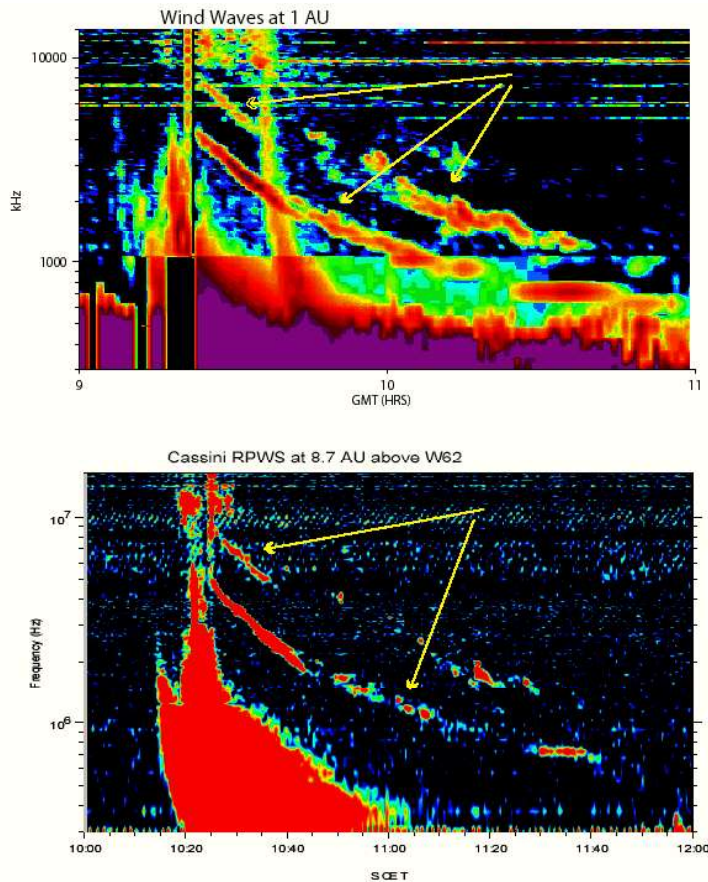 Wind Waves at 1 AU
10000
1000
kHz
9
10
11
GMT (HRS)
Cassini RPWS at 8.7 AU above W62
10⁷
10⁶
Frequency (Hz)
10:00
10:20
10:40
11:00
11:20
11:40
12:00
SCET